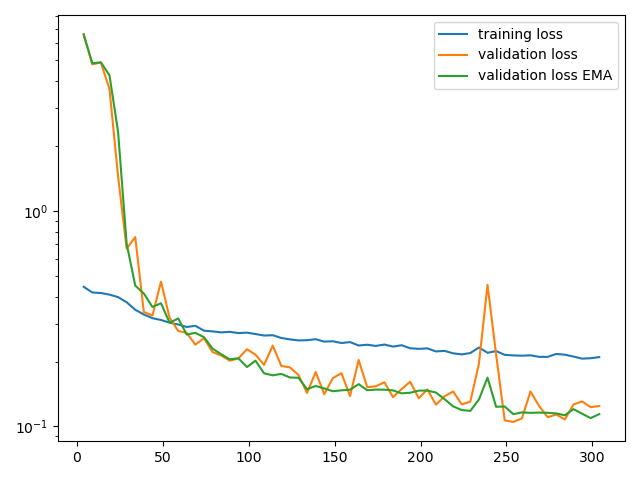 training loss
validation loss
validation loss EMA
10⁰
10⁻¹
0 50 100 150 200 250 300